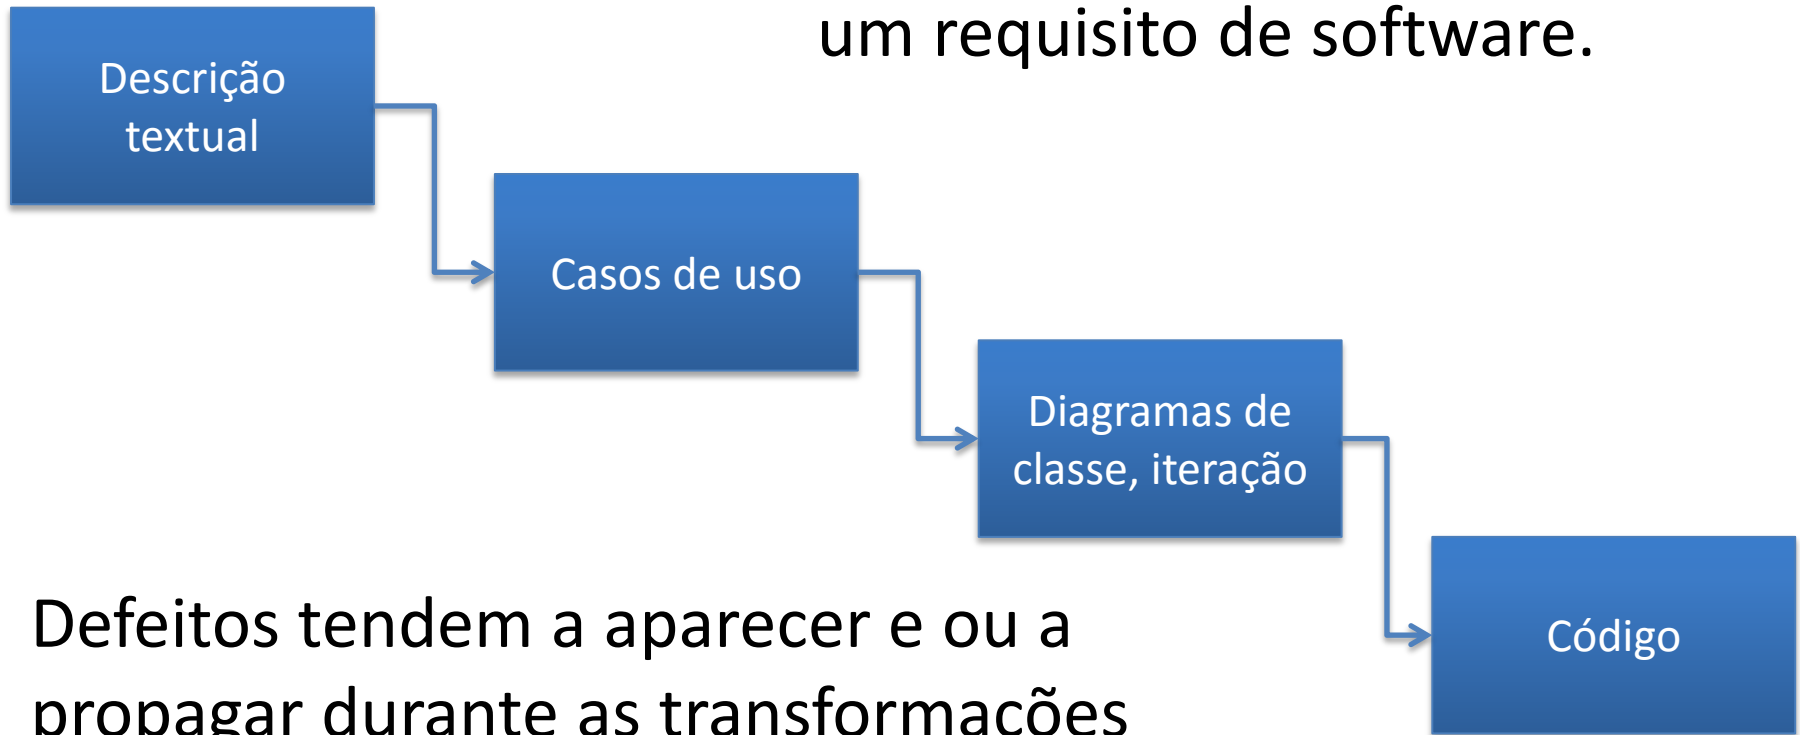 um requisito de software.
Descrição
textual
Casos de uso
Diagramas de
classe, iteração
Código
Defeitos tendem a aparecer e ou a
propagar durante as transformações